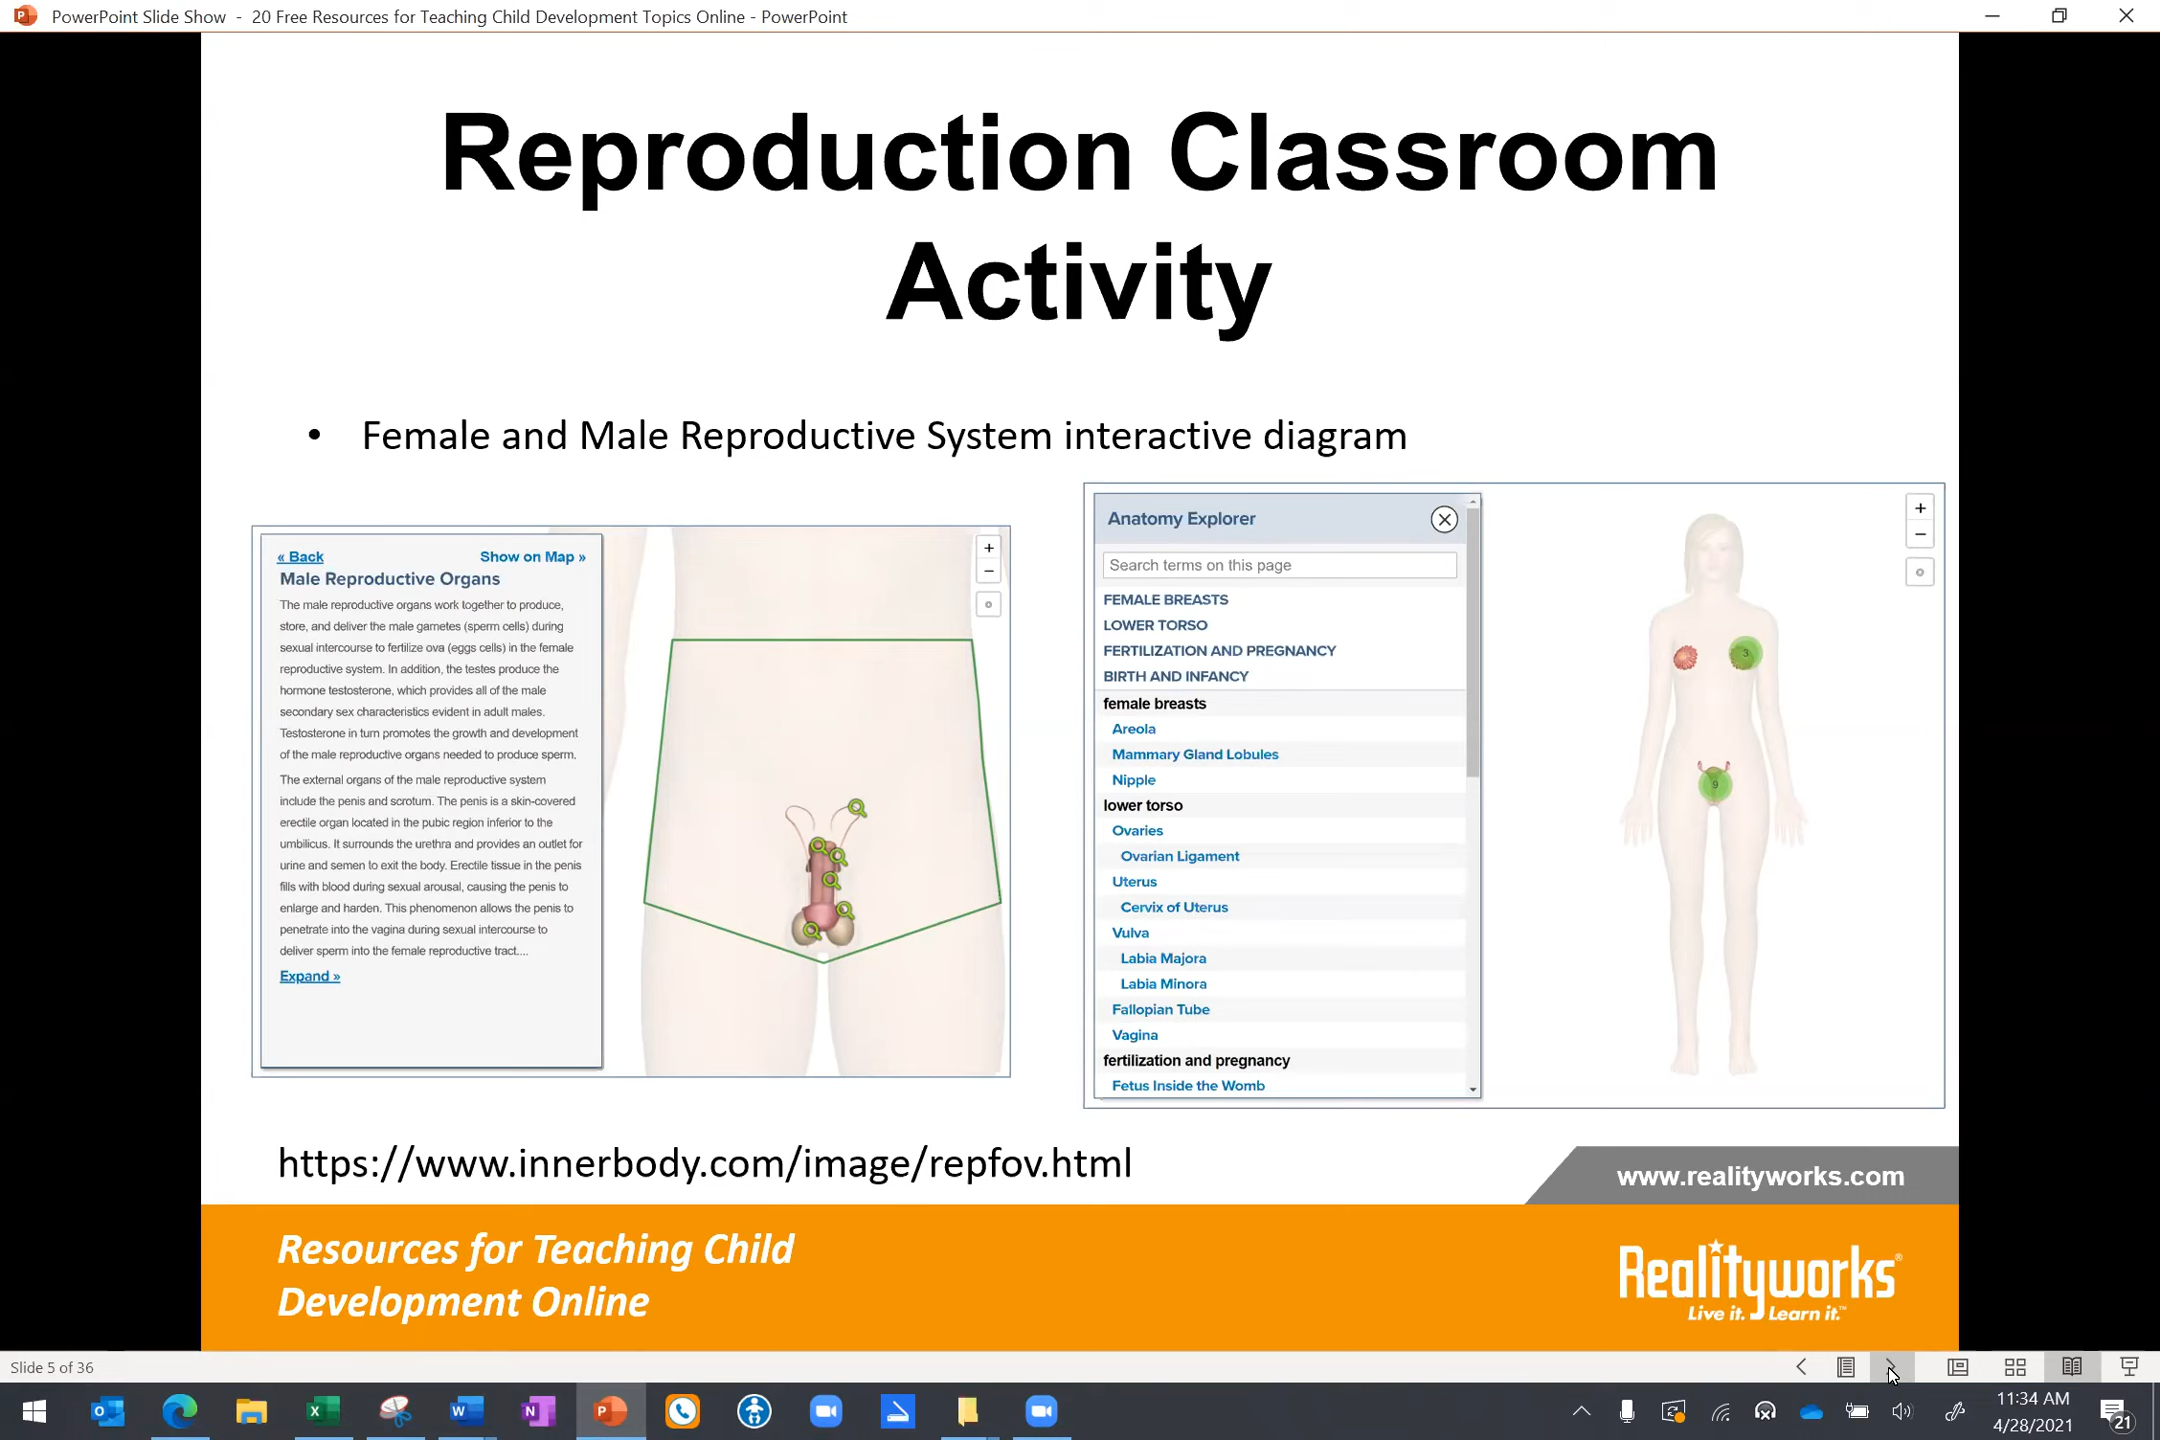 PowerPoint Slide Show - 20 Free Resources for Teaching Child Development Topics Online - PowerPoint
Reproduction Classroom
Activity
• Female and Male Reproductive System interactive diagram
« Back
Show on Map »
Male Reproductive Organs
The male reproductive organs work together to produce,
store, and deliver the male gametes (sperm cells) during
sexual intercourse to fertilize ova (eggs cells) in the female
reproductive system. In addition, the testes produce the
hormone testosterone, which provides all of the male
secondary sex characteristics evident in adult males.
Testosterone in turn promotes the growth and development
of the male reproductive organs needed to produce sperm.
The external organs of the male reproductive system
include the penis and scrotum. The penis is a skin-covered
erectile organ located in the pubic region inferior to the
umbilicus. It surrounds the urethra and provides an outlet for
urine and semen to exit the body. Erectile tissue in the penis
fills with blood during sexual arousal, causing the penis to
enlarge and harden. This phenomenon allows the penis to
penetrate into the vagina during sexual intercourse to
deliver sperm into the female reproductive tract....
Expand »
+
−
Anatomy Explorer
Search terms on this page
FEMALE BREASTS
LOWER TORSO
FERTILIZATION AND PREGNANCY
BIRTH AND INFANCY
female breasts
Areola
Mammary Gland Lobules
Nipple
lower torso
Ovaries
Ovarian Ligament
Uterus
Cervix of Uterus
Vulva
Labia Majora
Labia Minora
Fallopian Tube
Vagina
fertilization and pregnancy
Fetus Inside the Womb
3
9
+
−
https://www.innerbody.com/image/repfov.html
www.realityworks.com
Resources for Teaching Child
Development Online
Realityworks®
Live it. Learn it.™
Slide 5 of 36
11:34 AM
4/28/2021
21